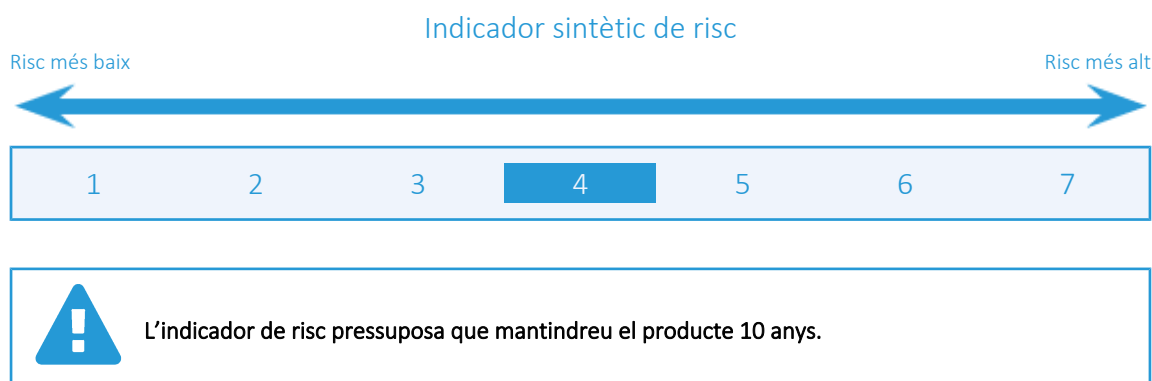 Indicador sintètic de risc
Risc més baix Risc més alt
1 2 3 4 5 6 7
L'indicador de risc pressuposa que mantindreu el producte 10 anys.